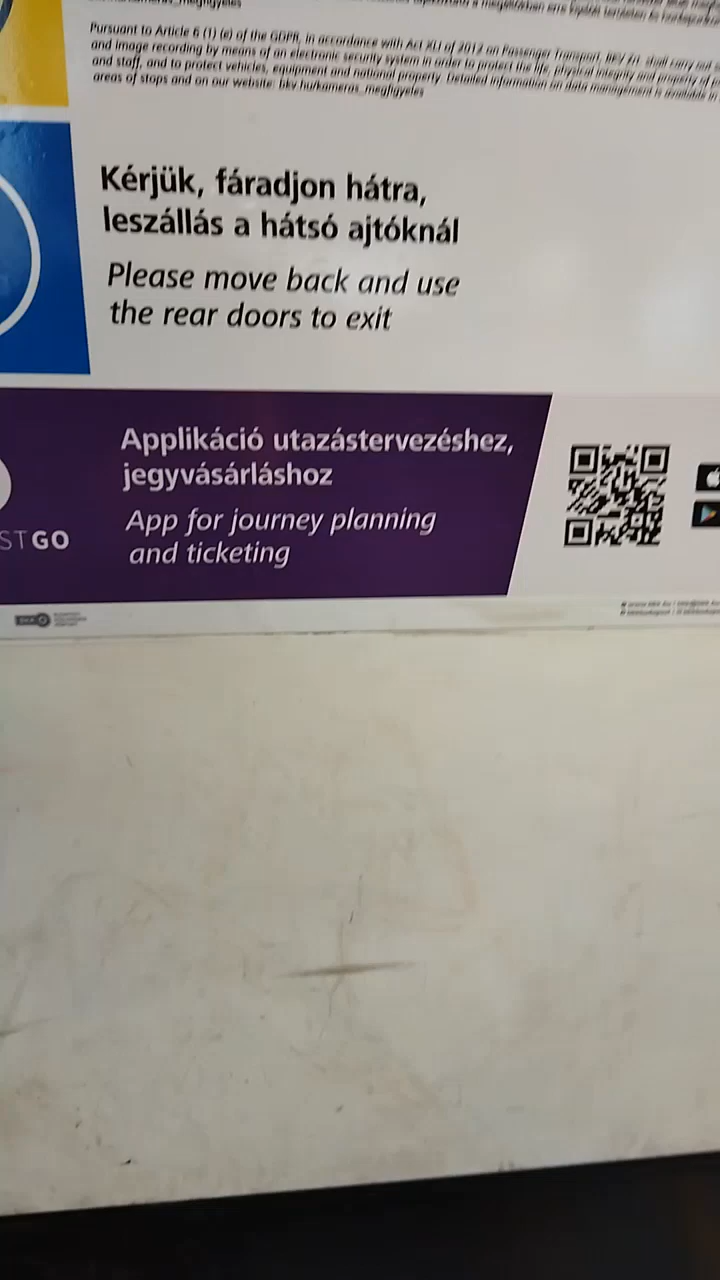 Pursuant to Article 6 (1) (e) of the GDPR, in accordance with Act XLI of 2012 on Passenger Transport, BKV Zrt. shall carry out
and image recording by means of an electronic security system in order to protect the life, physical integrity and property of
and staff, and to protect vehicles, equipment and national property. Detailed information on data management is available in
areas of stops and on our website: bkv.hu/kameras_megfigyeles
Kérjük, fáradjon hátra,
leszállás a hátsó ajtóknál
Please move back and use
the rear doors to exit
Applikáció utazástervezéshez,
jegyvásárláshoz
App for journey planning
and ticketing
ST GO